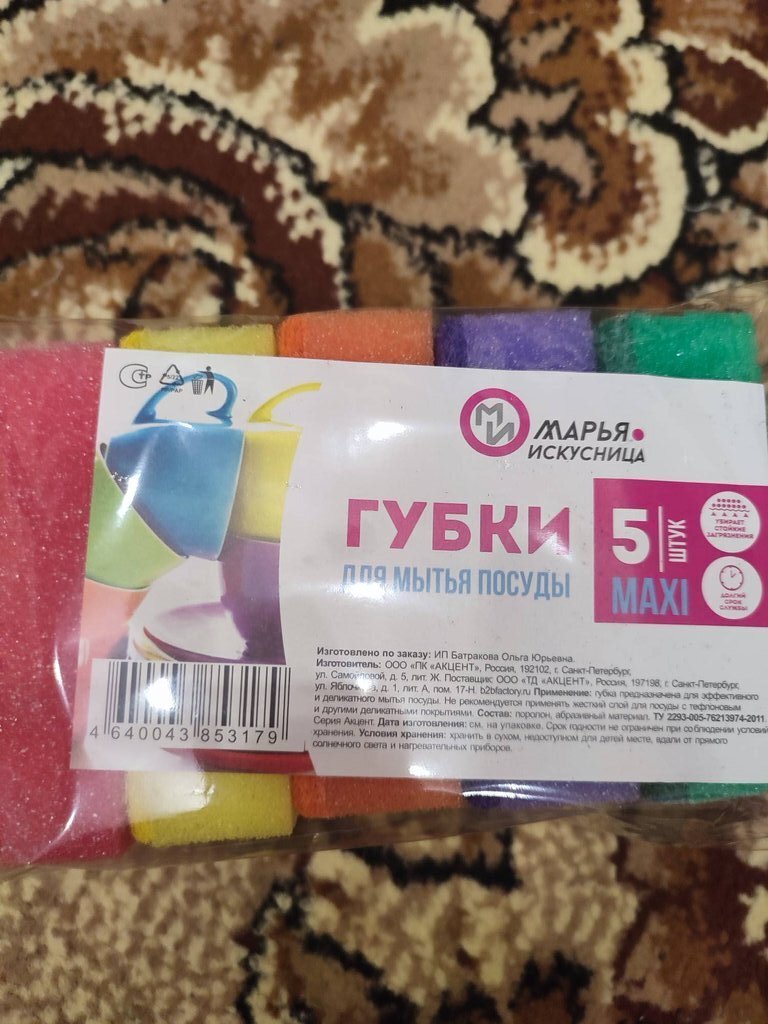 МАРЬЯ
ИСКУСНИЦА
ГУБКИ
ДЛЯ МЫТЬЯ ПОСУДЫ
5 ШТУК
MAXI
УБИРАЕТ
СТОЙКИЕ
ЗАГРЯЗНЕНИЯ
ДОЛГИЙ
СРОК
СЛУЖБЫ
Изготовлено по заказу: ИП Батракова Ольга Юрьевна.
Изготовитель: ООО «ПК «АКЦЕНТ», Россия, 192102, г. Санкт-Петербург,
ул. Самойловой, д. 5, лит. Ж. Поставщик: ООО «ТД «АКЦЕНТ», Россия, 197198, г. Санкт-Петербург,
ул. Яблочкова, д. 1, лит. А, пом. 17-Н. b2bfactory.ru Применение: губка предназначена для эффективного
и деликатного мытья посуды. Не рекомендуется применять жесткий слой для посуды с тефлоновым
и другими деликатными покрытиями. Состав: поролон, абразивный материал. ТУ 2293-005-76213974-2011.
Серия Акцент. Дата изготовления: см. на упаковке. Срок годности не ограничен при соблюдении условий
хранения. Условия хранения: хранить в сухом, недоступном для детей месте, вдали от прямого
солнечного света и нагревательных приборов.
4 640043 853179